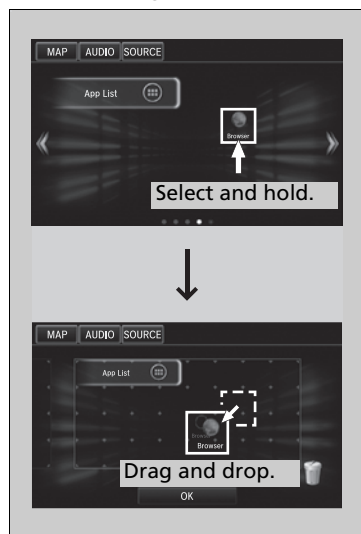 MAP AUDIO SOURCE
App List
Browser
Select and hold.
MAP AUDIO SOURCE
App List
Browser
Browser
Drag and drop.
OK